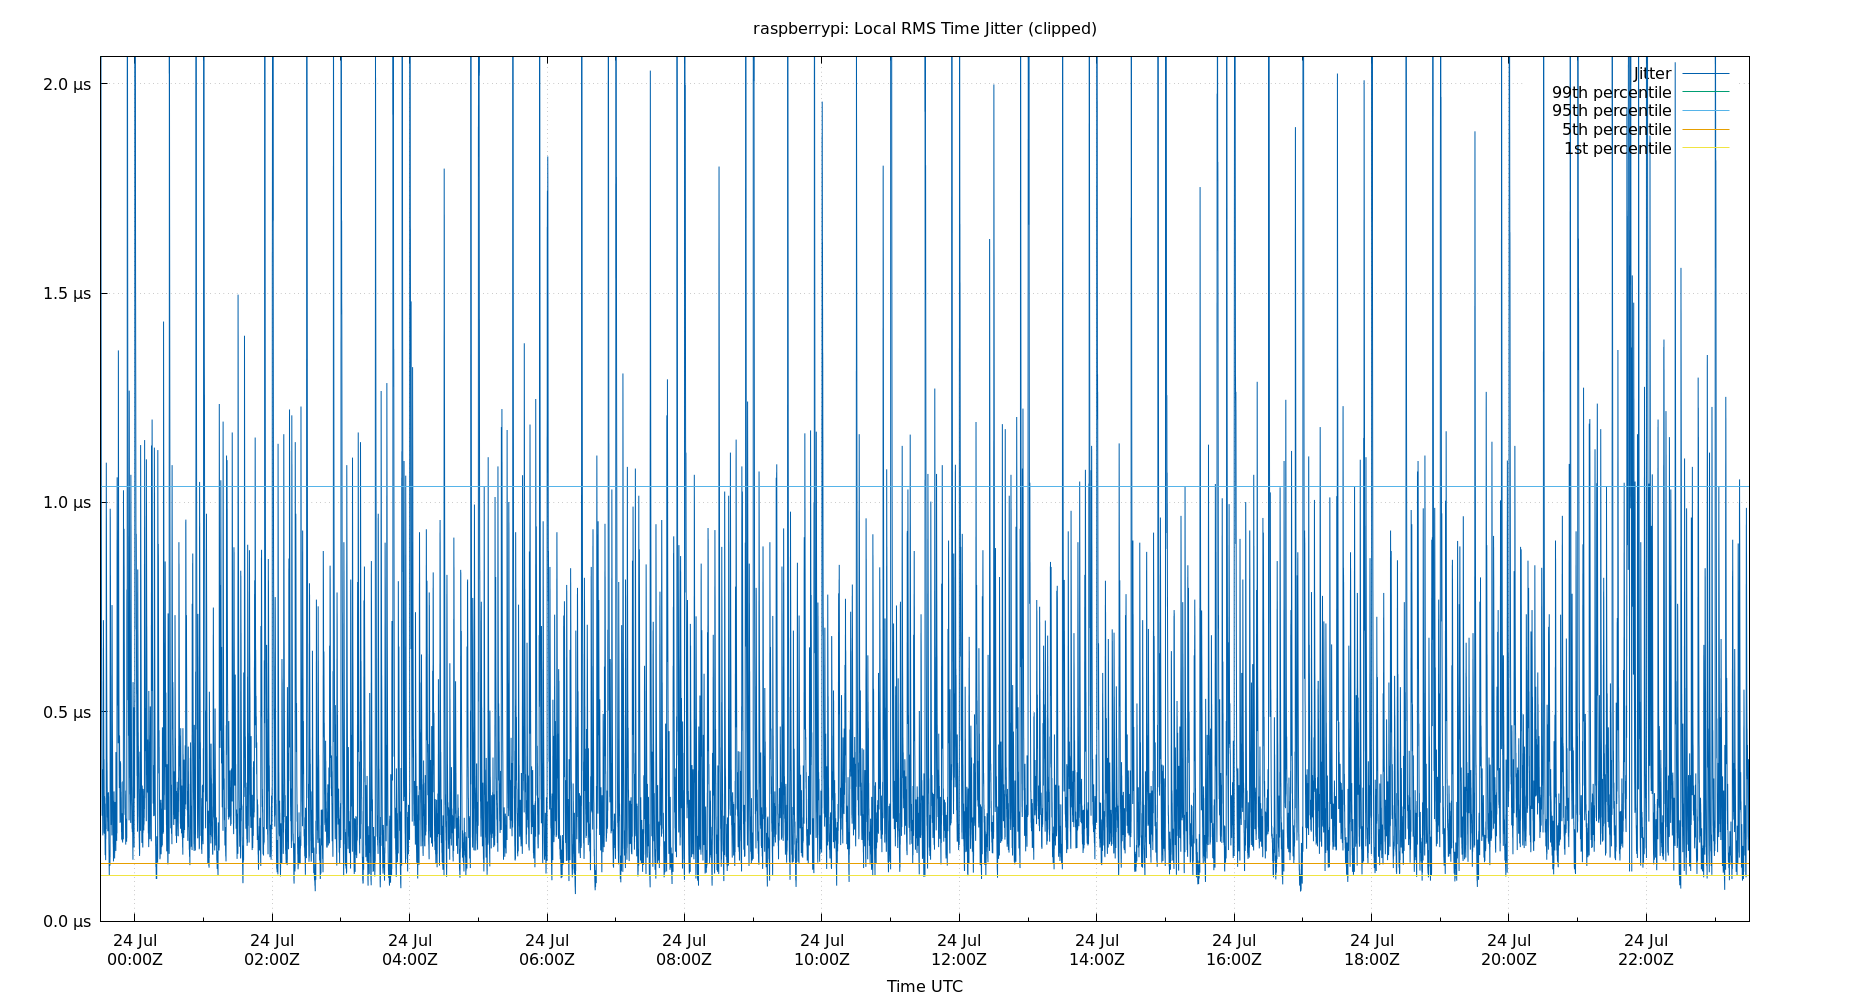 raspberrypi: Local RMS Time Jitter (clipped)
2.0 µs
1.5 µs
1.0 µs
0.5 µs
0.0 µs
Jitter
99th percentile
95th percentile
5th percentile
1st percentile
24 Jul 24 Jul 24 Jul 24 Jul 24 Jul 24 Jul 24 Jul 24 Jul 24 Jul 24 Jul 24 Jul 24 Jul
00:00Z 02:00Z 04:00Z 06:00Z 08:00Z 10:00Z 12:00Z 14:00Z 16:00Z 18:00Z 20:00Z 22:00Z
Time UTC